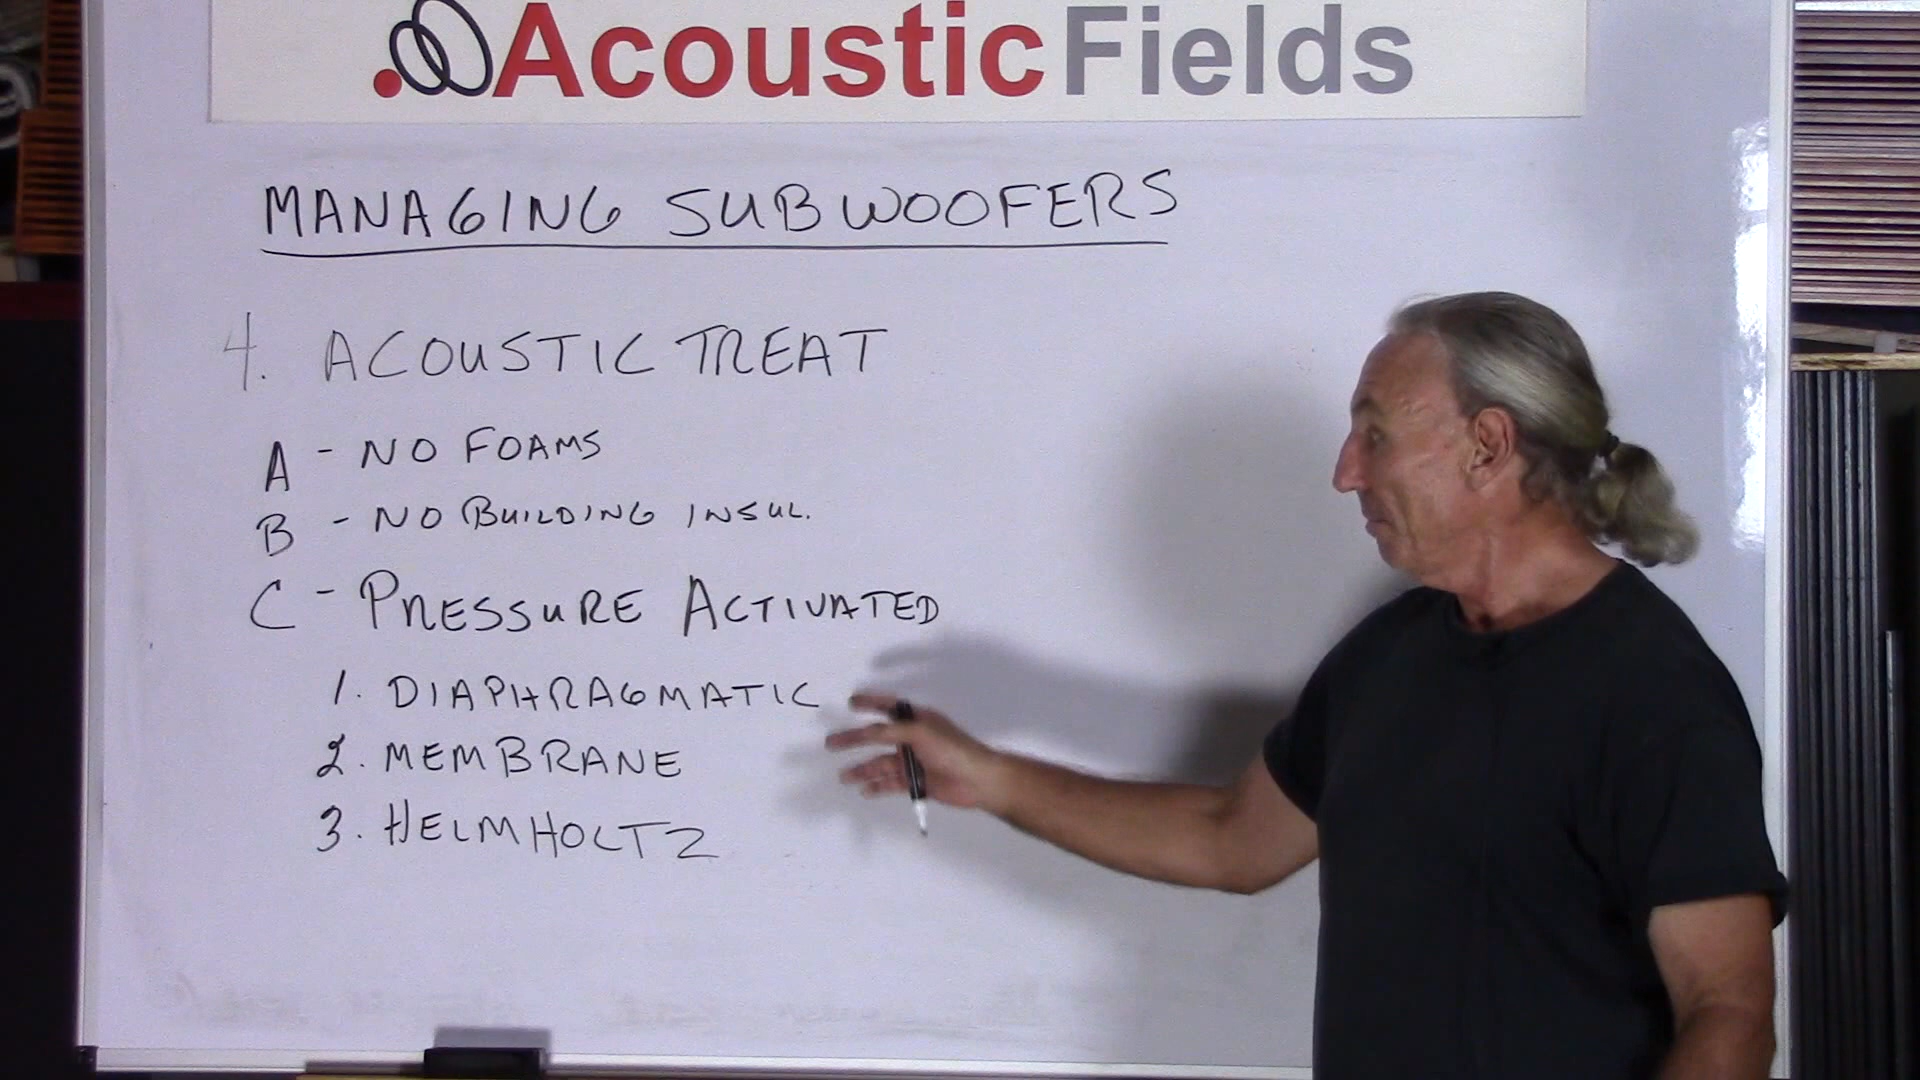 AcousticFields
MANAGING SUBWOOFERS
4. ACOUSTIC TREAT
A - NO FOAMS
B - NO BUILDING INSUL.
C - PRESSURE ACTIVATED
1. DIAPHRAGMATIC
2. MEMBRANE
3. HELMHOLTZ